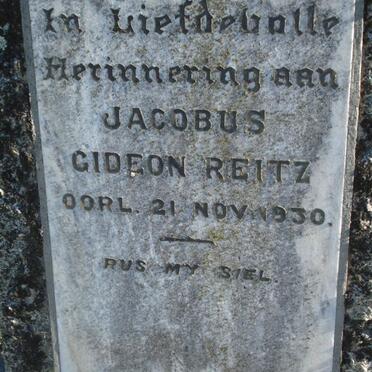 In Liefdevolle
Herinnering aan
JACOBUS
GIDEON REITZ
OORL. 21 NOV. 1930.
RUS MY SIEL.